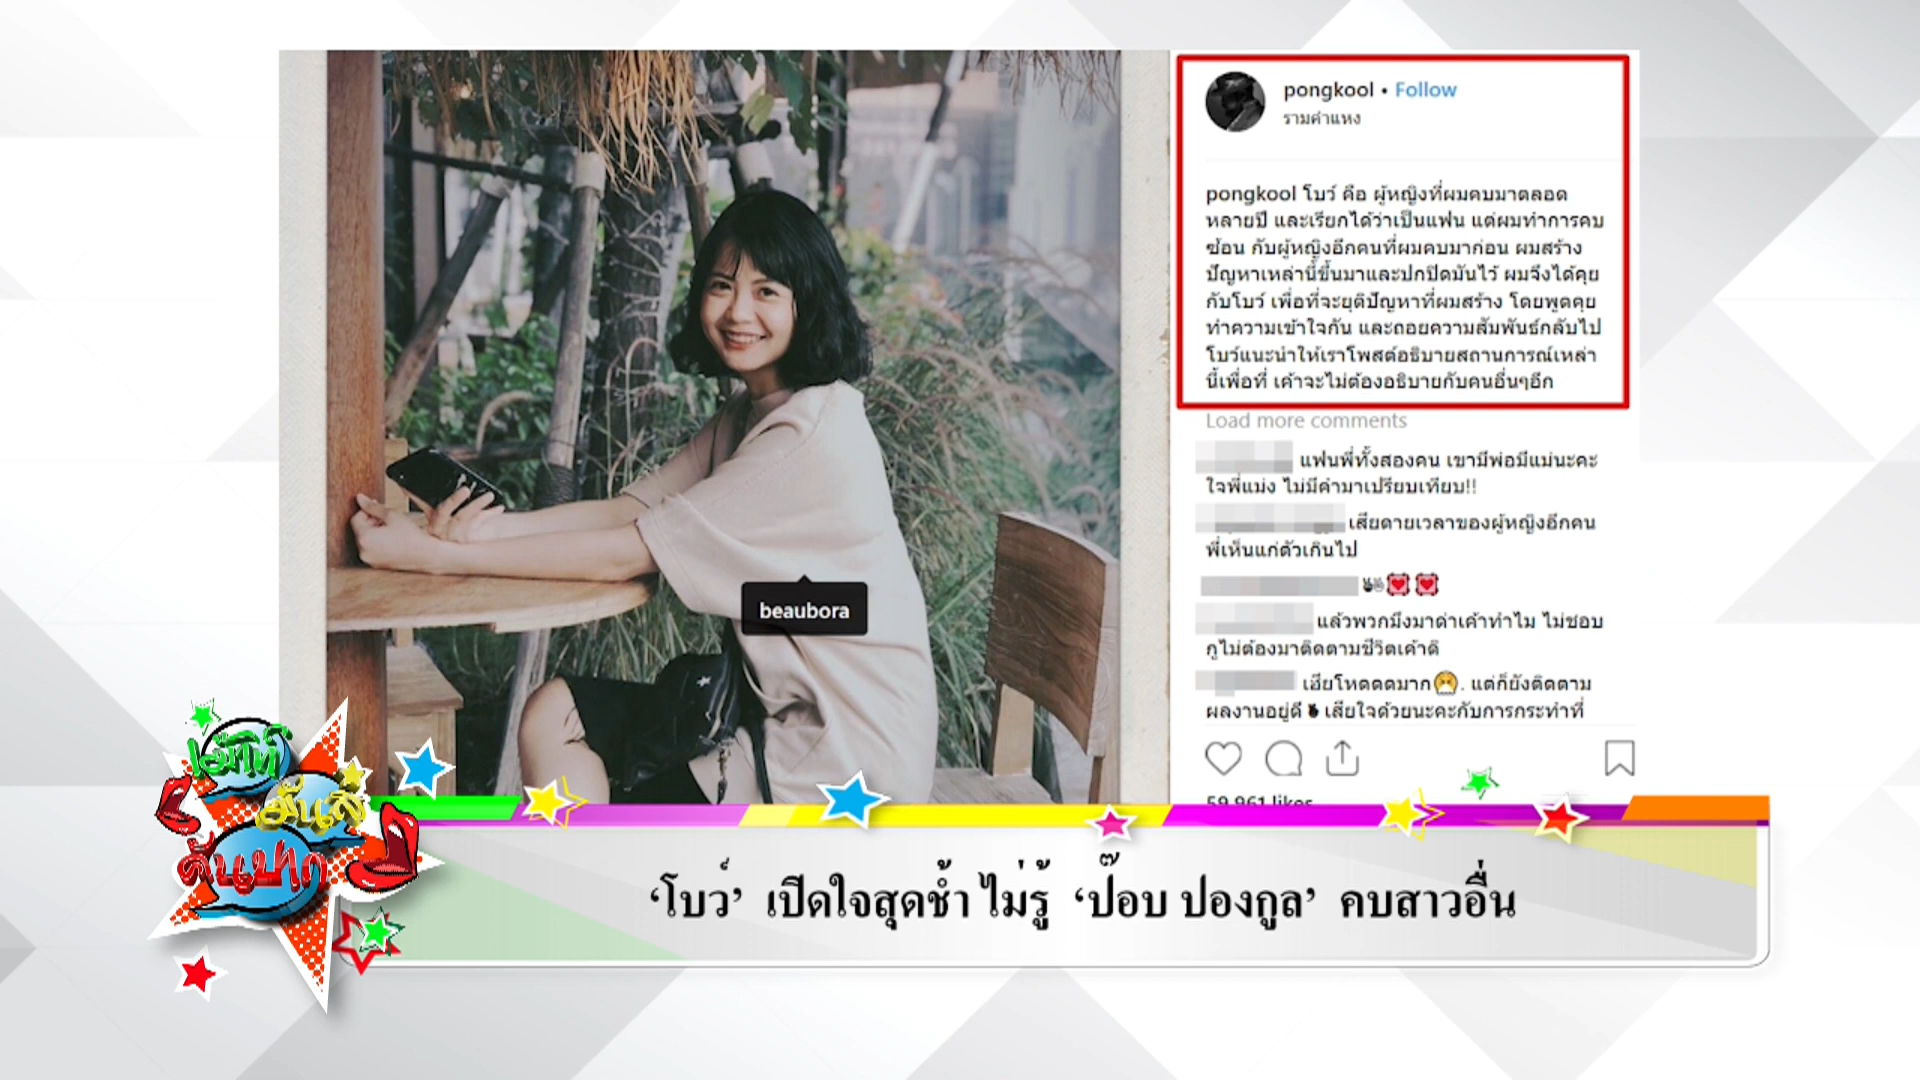 pongkool • Follow
รามคำแหง
pongkool โบว์ คือ ผู้หญิงที่ผมคบมาตลอด
หลายปี และเรียกได้ว่าเป็นแฟน แต่ผมทำการคบ
ซ้อน กับผู้หญิงอีกคนที่ผมคบมาก่อน ผมสร้าง
ปัญหาเหล่านี้ขึ้นมาและปกปิดมันไว้ ผมจึงได้คุย
กับโบว์ เพื่อที่จะยุติปัญหาที่ผมสร้าง โดยพูดคุย
ทำความเข้าใจกัน และถอยความสัมพันธ์กลับไป
โบว์แนะนำให้เราโพสต์อธิบายสถานการณ์เหล่า
นี้เพื่อที่ เค้าจะไม่ต้องอธิบายกับคนอื่นๆอีก
Load more comments
แฟนพี่ทั้งสองคน เขามีพ่อมีแม่นะคะ
ใจพี่แม่ง ไม่มีคำมาเปรียบเทียบ!!
เสียดายเวลาของผู้หญิงอีกคน
พี่เห็นแก่ตัวเกินไป
แล้วพวกมึงมาด่าเค้าทำไม ไม่ชอบ
กูไม่ต้องมาติดตามชีวิตเค้าดิ
เฮียโหดดดมาก😤. แต่ก็ยังติดตาม
ผลงานอยู่ดี เสียใจด้วยนะคะกับการกระทำที่
59,961 likes
beaubora
เม้าท์
มันส์
คันปาก
‘โบว์’ เปิดใจสุดช้ำ ไม่รู้ ‘ป๊อบ ปองกูล’ คบสาวอื่น